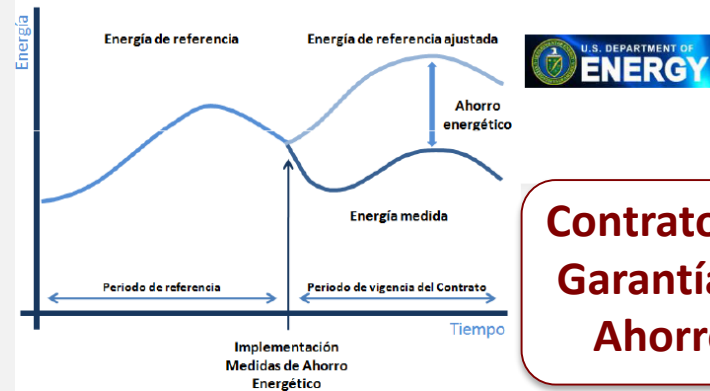 Energía
Energía de referencia
Energía de referencia ajustada
U.S. DEPARTMENT OF
ENERGY
Ahorro
energético
Energía medida
Periodo de referencia
Periodo de vigencia del Contrato
Tiempo
Implementación
Medidas de Ahorro
Energético
Contrato
Garantía
Ahorr